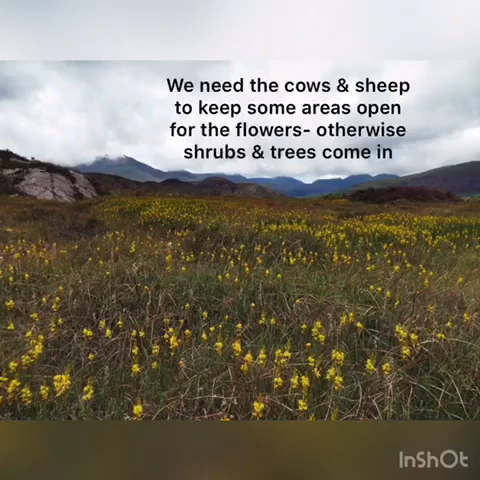 We need the cows & sheep
to keep some areas open
for the flowers- otherwise
shrubs & trees come in
InShOt